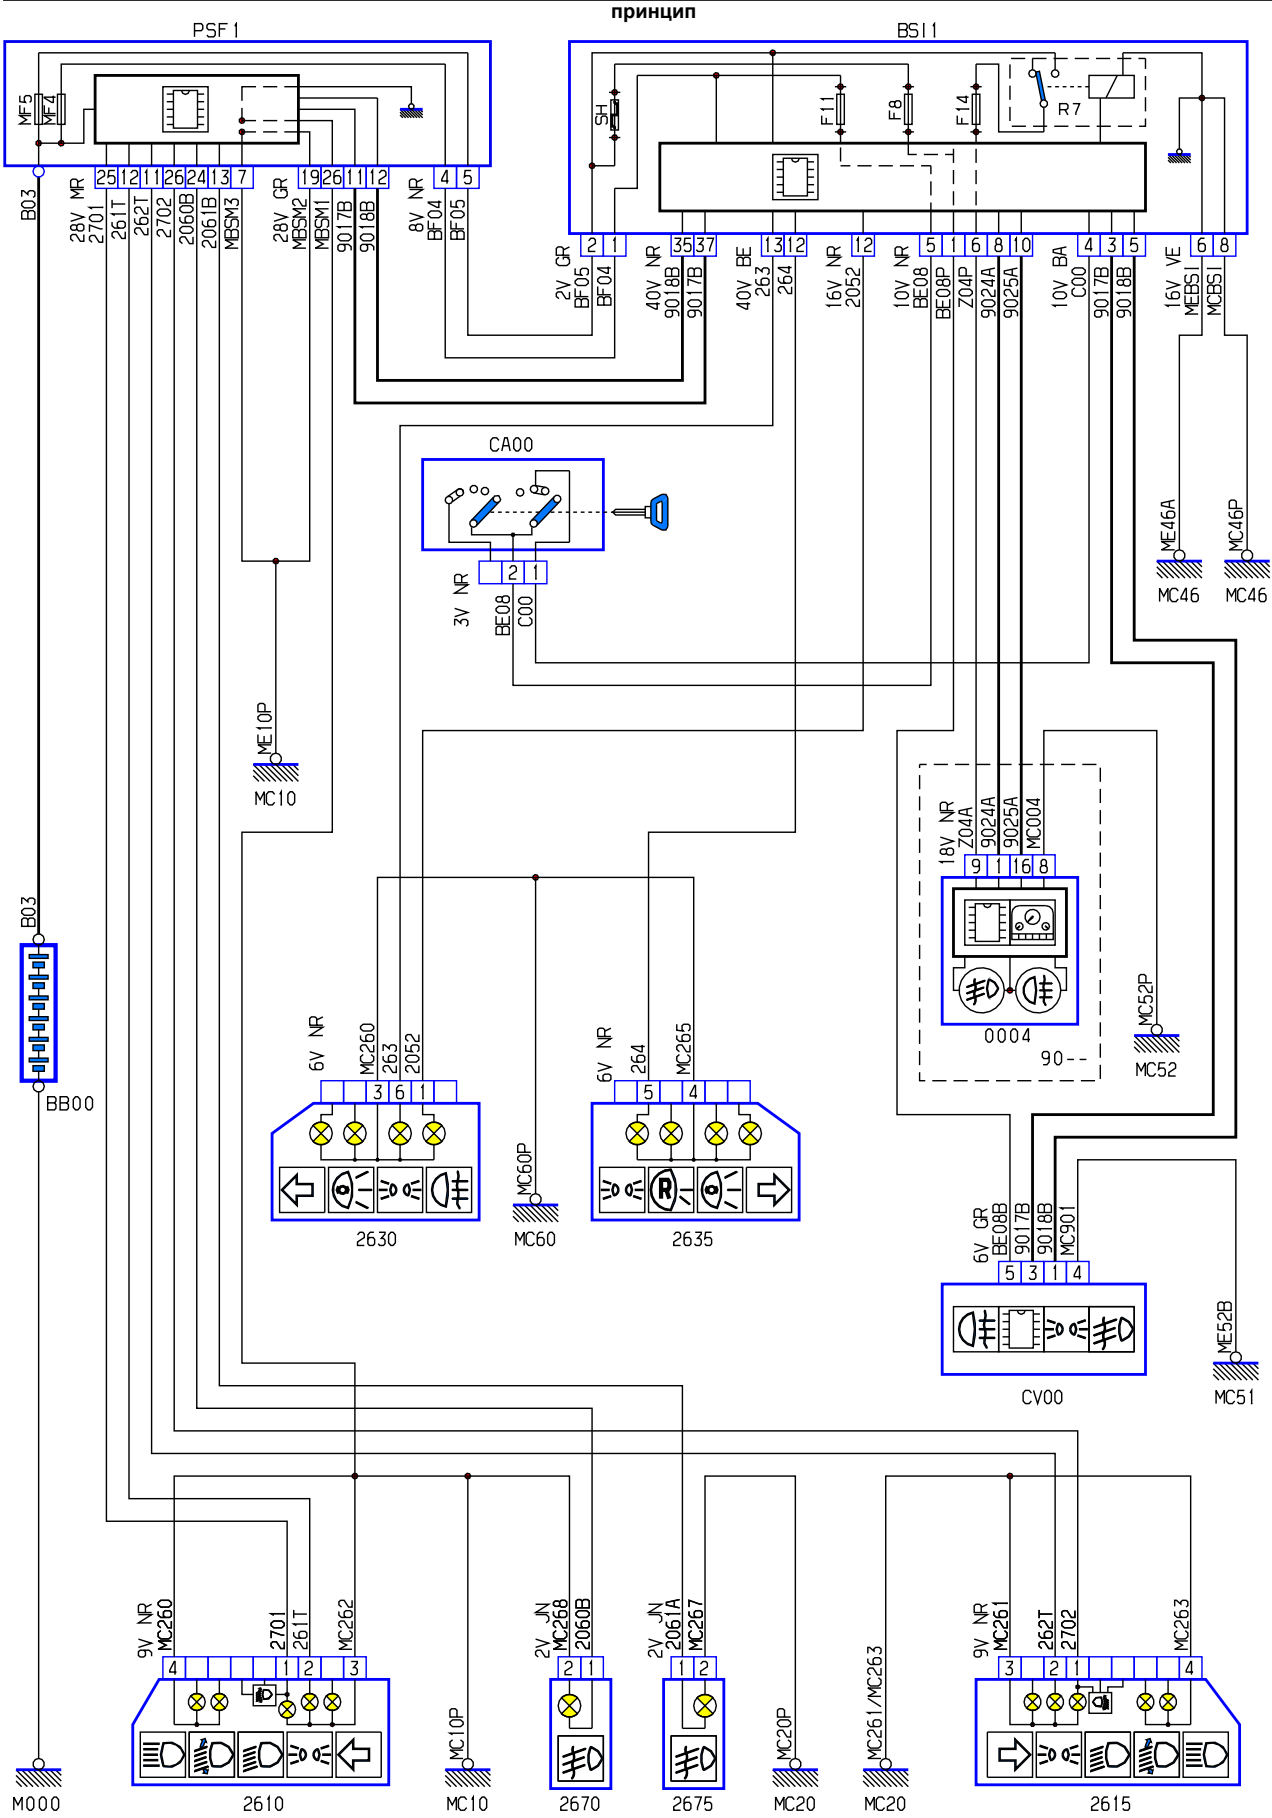 принцип
PSF1
BSI1
MF5
MF4
SH
F11
F8
F14
R7
B03
28V MR
25 12 11 26 24 13 7
2701
261T
262T
2702
2060B
2061B
MBSM3
28V GR
19 26 11 12
MBSM2
MBSM1
9017B
9018B
8V NR
4 5
BF04
BF05
2V GR
2 1
BF05
BF04
40V NR
35 37
9018B
9017B
40V BE
13 12
263
264
16V NR
12
2052
10V NR
5 1 6 8 10
BE08
BE08P
Z04P
9024A
9025A
10V BA
4 3 5
C00
9017B
9018B
16V VE
6 8
MEBSI
MCBSI
CA00
3V NR
2 1
BE08
C00
ME46A
MC46
MC46P
MC46
ME10P
MC10
B03
BB00
18V NR
Z04A
9024A
9025A
MC004
9 1 16 8
0004
90--
MC52P
MC52
6V NR
MC260
263
2052
3 6 1
2630
6V NR
264
MC265
5 4
R
2635
MC60P
MC60
6V GR
BE08B
9017B
9018B
MC901
5 3 1 4
CV00
ME52B
MC51
9V NR
MC260
2701
261T
MC262
4 1 2 3
2610
MC10P
MC10
2V JN
MC268
2060B
2 1
2670
2V JN
2061A
MC267
1 2
2675
MC20P
MC20
MC261/MC263
MC20
9V NR
MC261
262T
2702
MC263
3 2 1 4
2615
M000